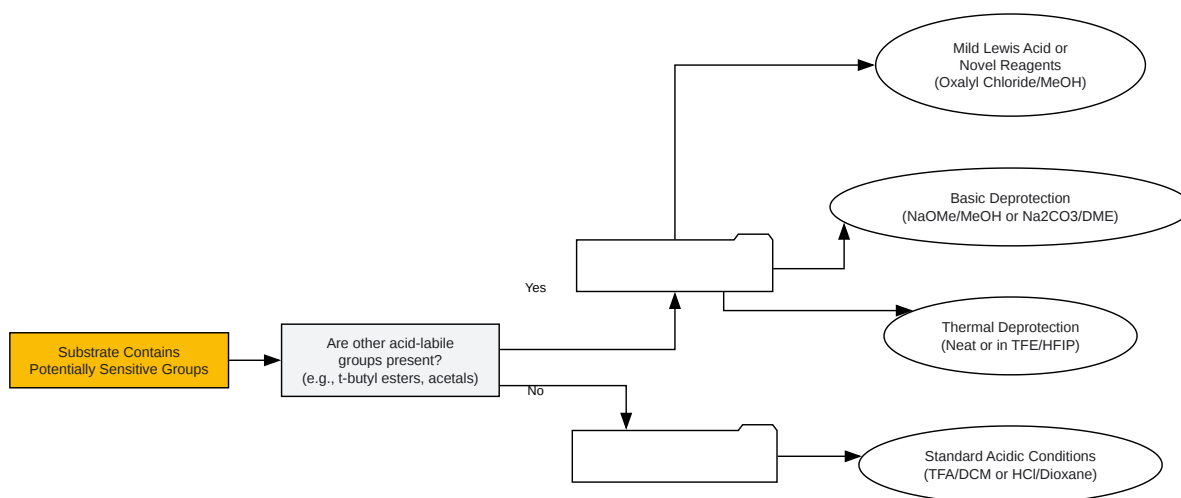 Mild Lewis Acid or
Novel Reagents
(Oxalyl Chloride/MeOH)
Basic Deprotection
(NaOMe/MeOH or Na2CO3/DME)
Yes
Substrate Contains
Potentially Sensitive Groups
Are other acid-labile
groups present?
(e.g., t-butyl esters, acetals)
Thermal Deprotection
(Neat or in TFE/HFIP)
No
Standard Acidic Conditions
(TFA/DCM or HCl/Dioxane)